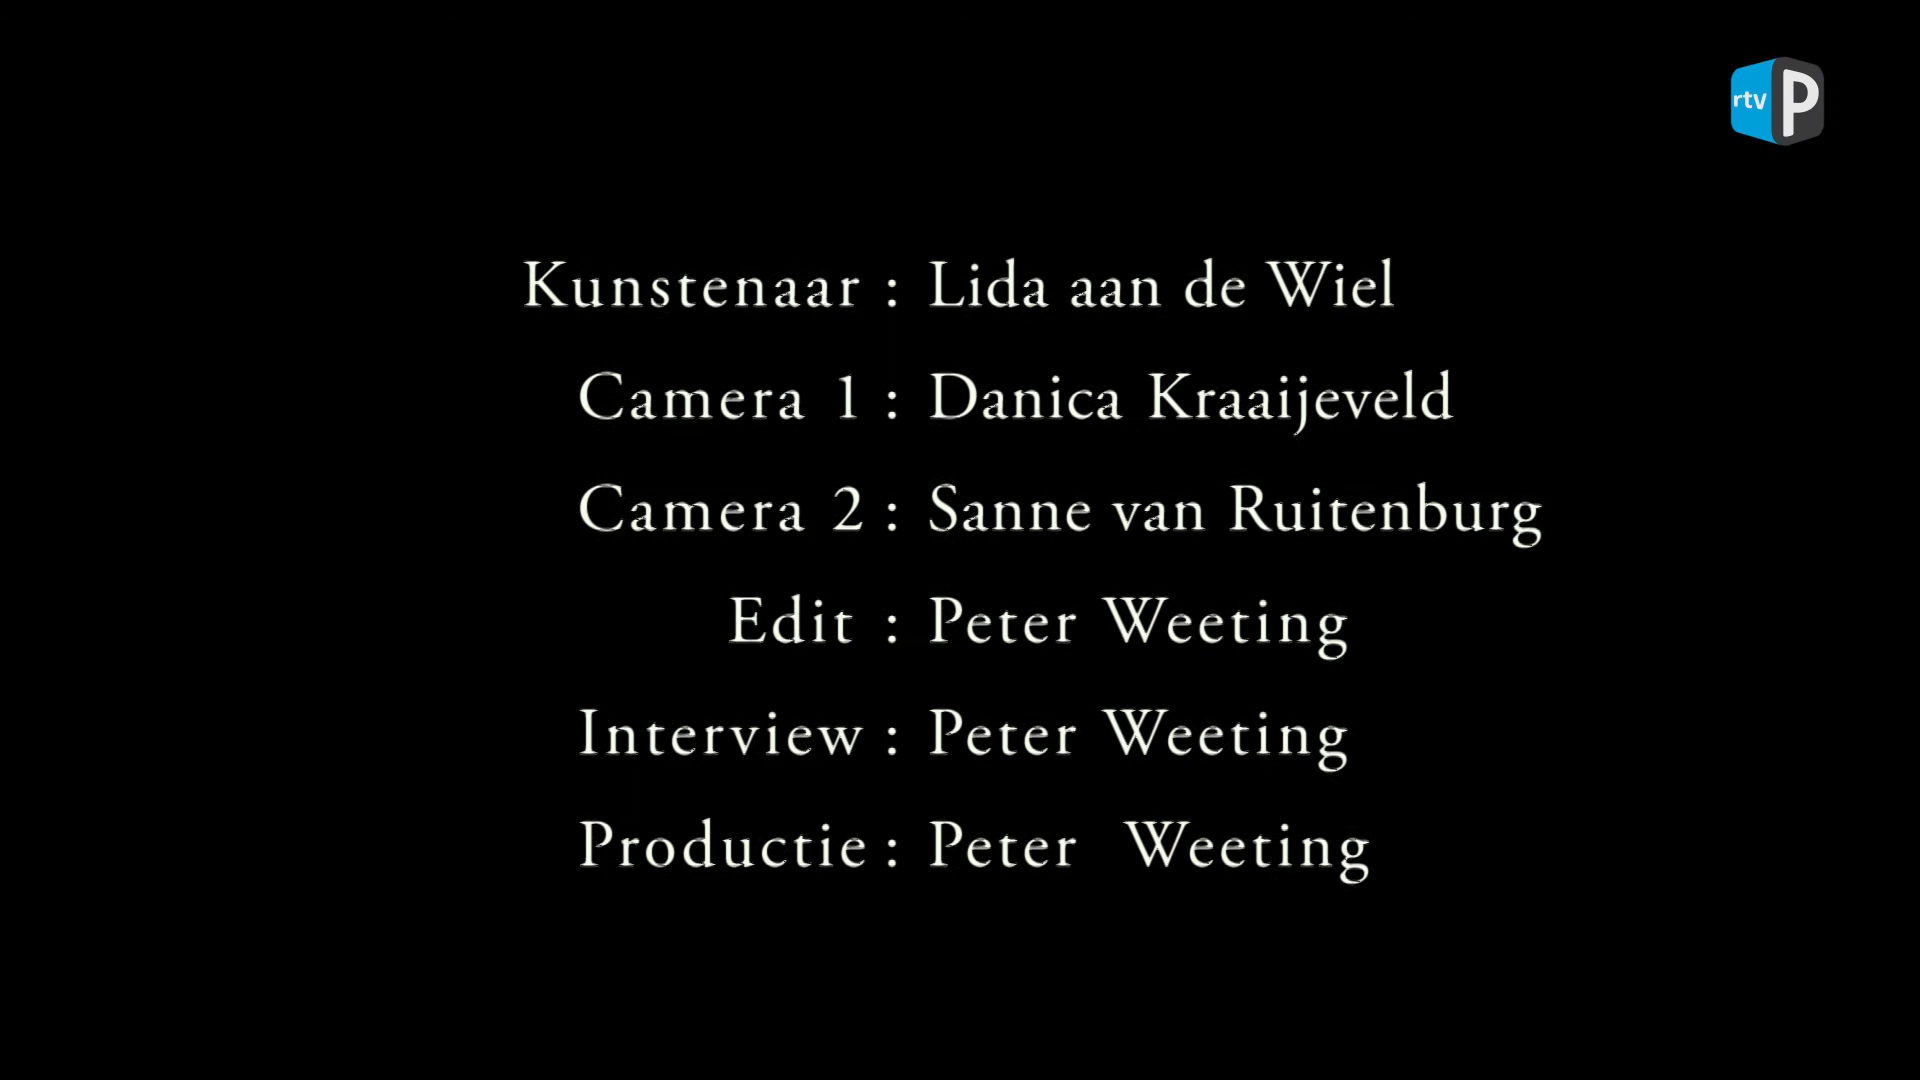 rtv P
Kunstenaar : Lida aan de Wiel
Camera 1 : Danica Kraaijeveld
Camera 2 : Sanne van Ruitenburg
Edit : Peter Weeting
Interview : Peter Weeting
Productie : Peter Weeting